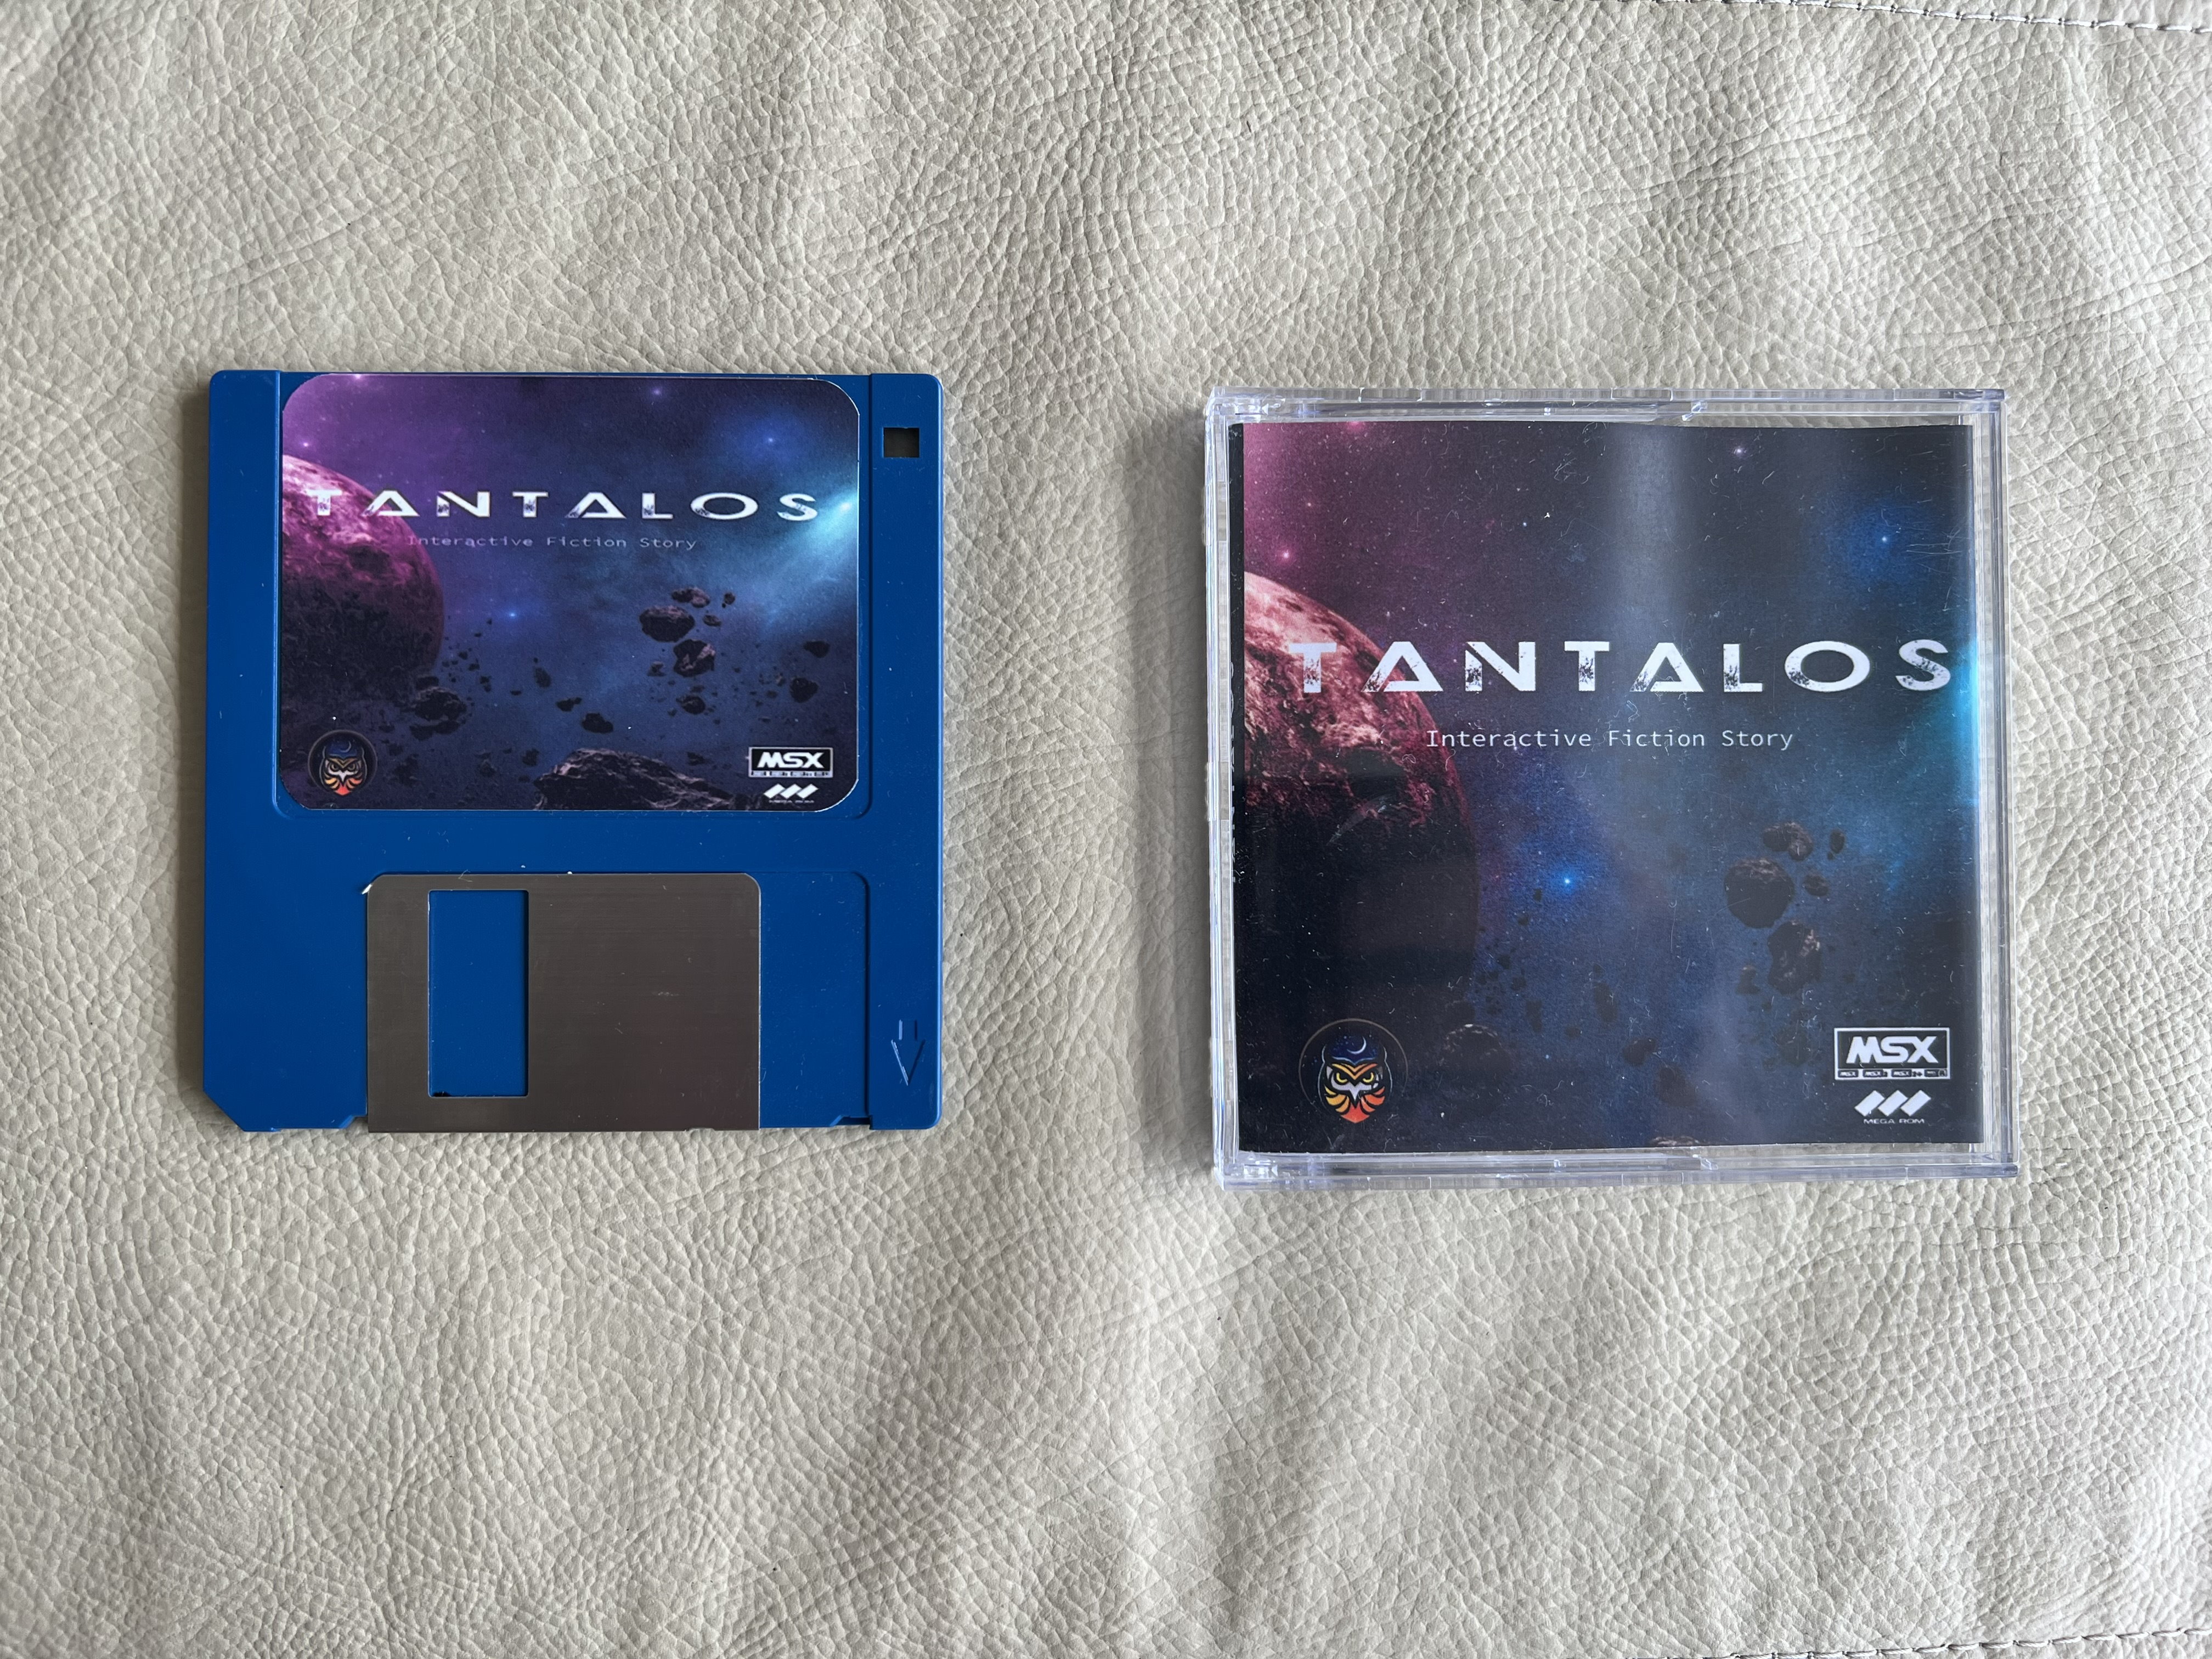 TANTALOS
Interactive Fiction Story
MSX
TANTALOS
Interactive Fiction Story
MSX
MEGA ROM